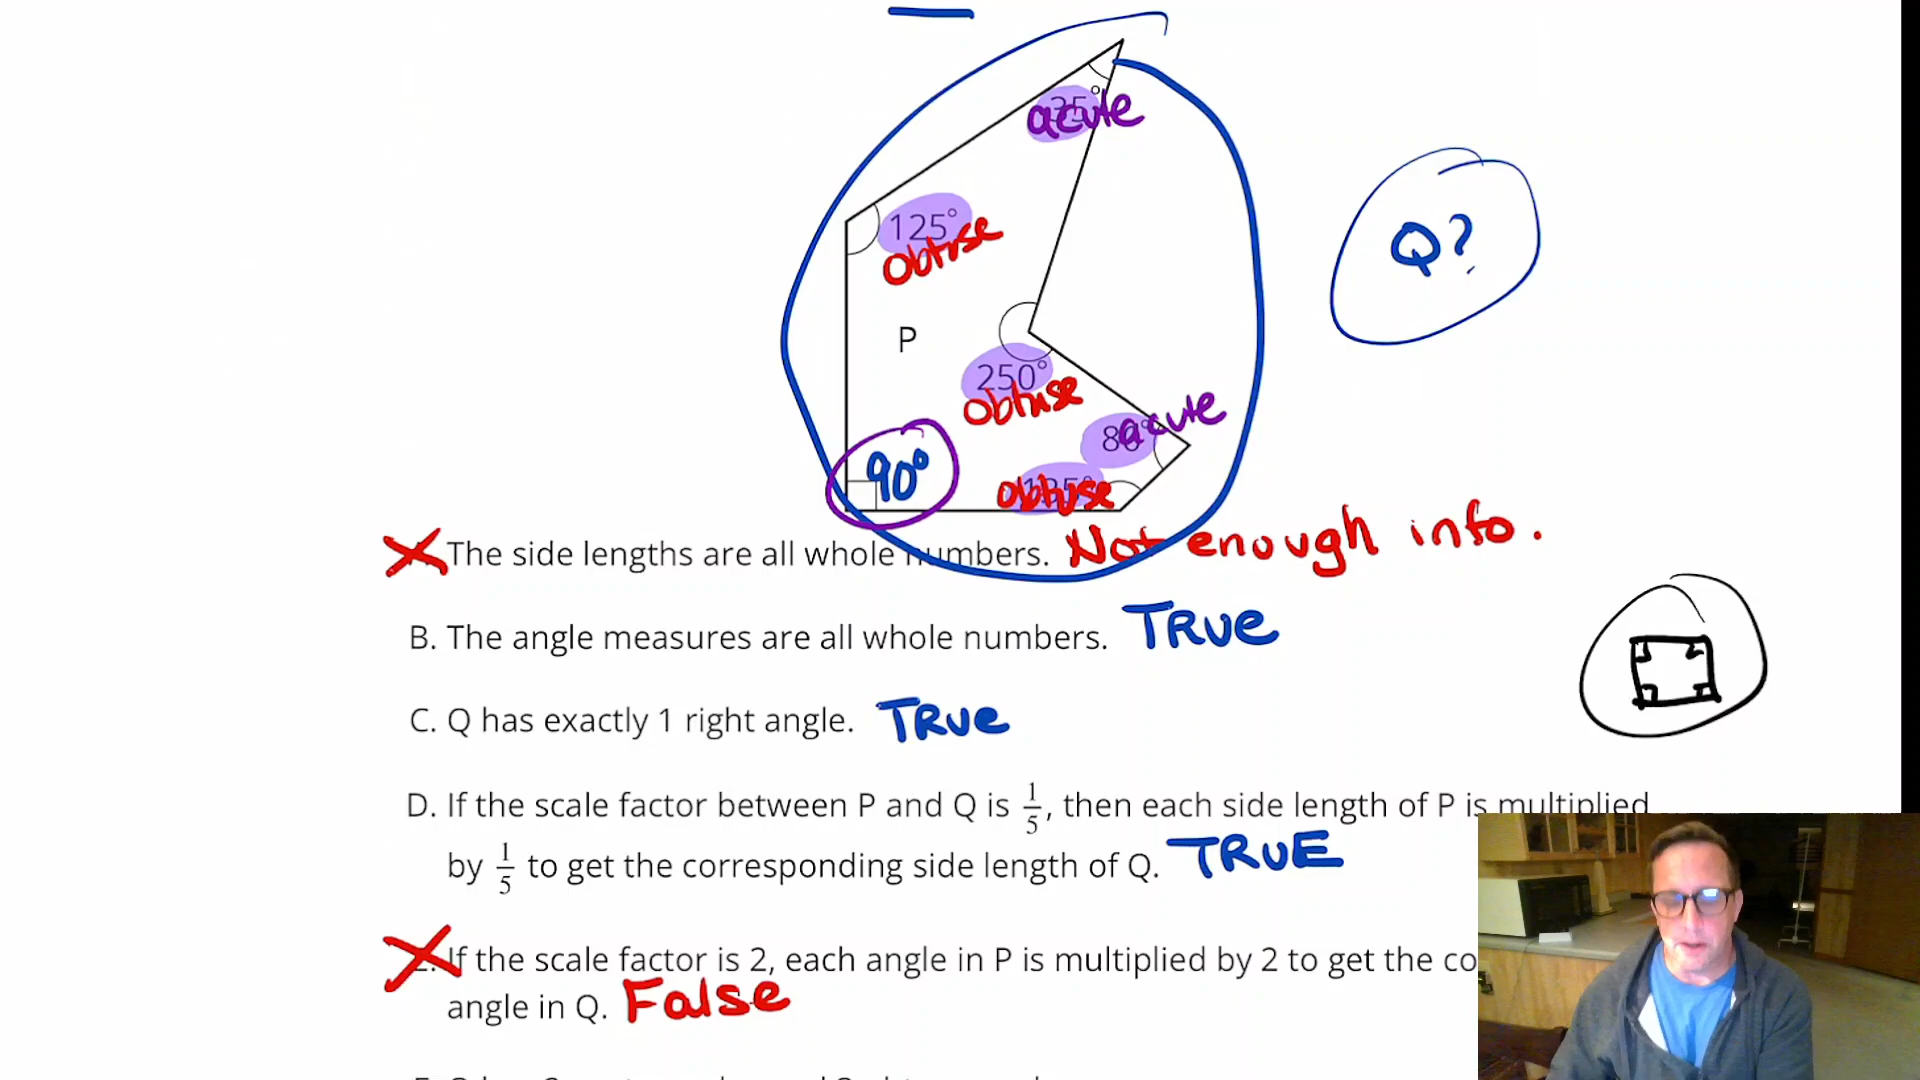 acute
125°
obtuse
Q?
P
250°
obtuse
acute
90°
obtuse
The side lengths are all whole numbers. Not enough info.
B. The angle measures are all whole numbers. TRUe
C. Q has exactly 1 right angle. TRUe
D. If the scale factor between P and Q is 1/5, then each side length of P is multiplied
by 1/5 to get the corresponding side length of Q. TRUE
If the scale factor is 2, each angle in P is multiplied by 2 to get the co
angle in Q. False